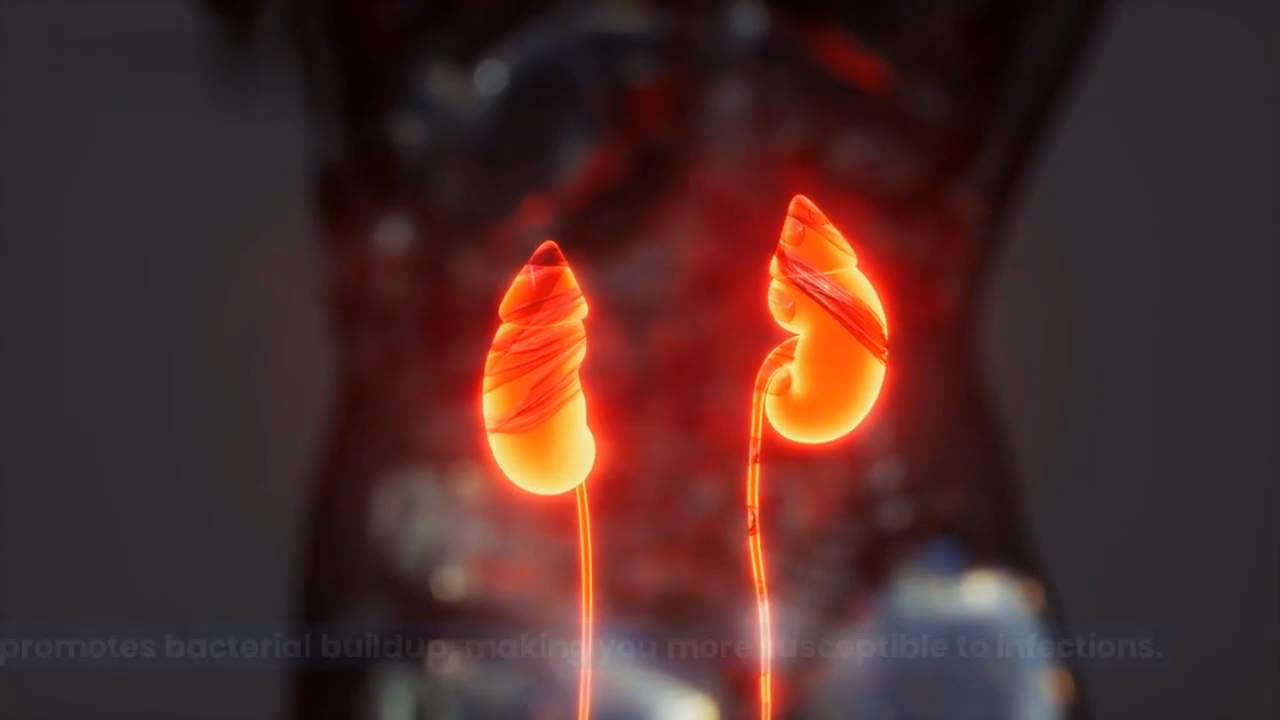 promotes bacterial buildup, making you more susceptible to infections.